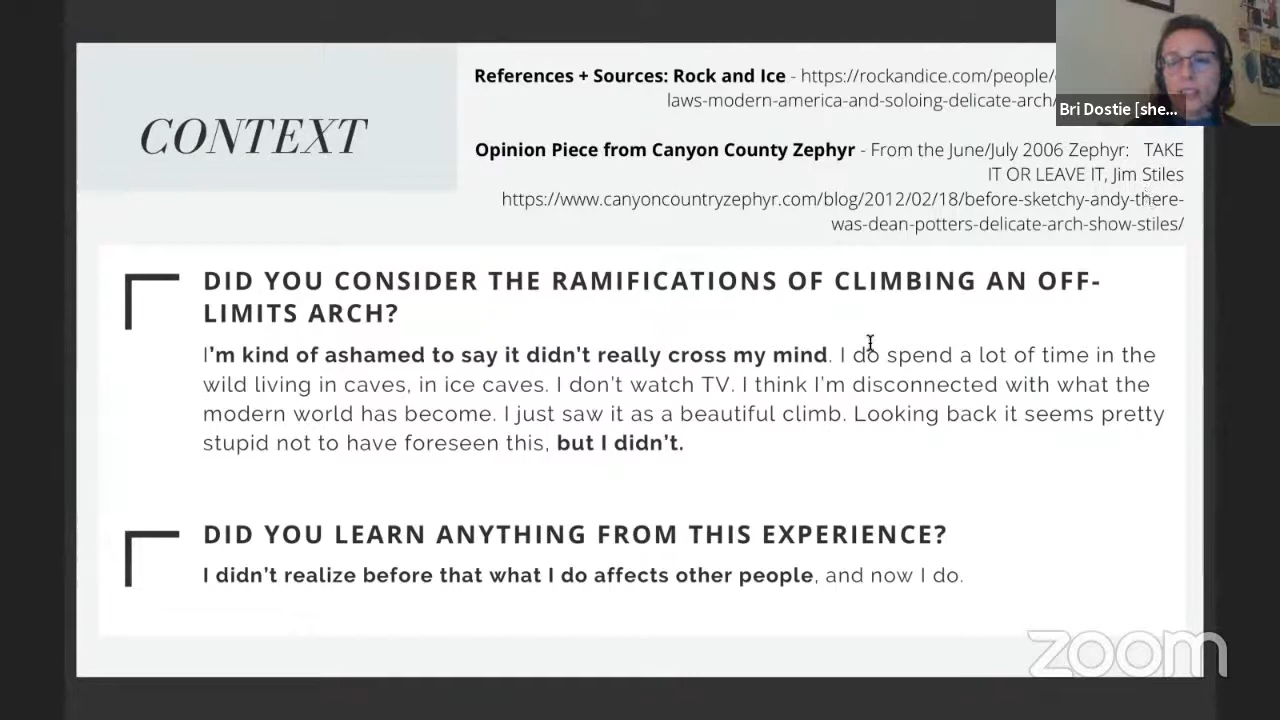 CONTEXT
References + Sources: Rock and Ice - https://rockandice.com/people/
laws-modern-america-and-soloing-delicate-arch/
Opinion Piece from Canyon County Zephyr - From the June/July 2006 Zephyr: TAKE
IT OR LEAVE IT, Jim Stiles
https://www.canyoncountryzephyr.com/blog/2012/02/18/before-sketchy-andy-there-
was-dean-potters-delicate-arch-show-stiles/
Bri Dostie [she...
DID YOU CONSIDER THE RAMIFICATIONS OF CLIMBING AN OFF-
LIMITS ARCH?
I'm kind of ashamed to say it didn't really cross my mind. I do spend a lot of time in the
wild living in caves, in ice caves. I don't watch TV. I think I'm disconnected with what the
modern world has become. I just saw it as a beautiful climb. Looking back it seems pretty
stupid not to have foreseen this, but I didn't.
DID YOU LEARN ANYTHING FROM THIS EXPERIENCE?
I didn't realize before that what I do affects other people, and now I do.
zoom